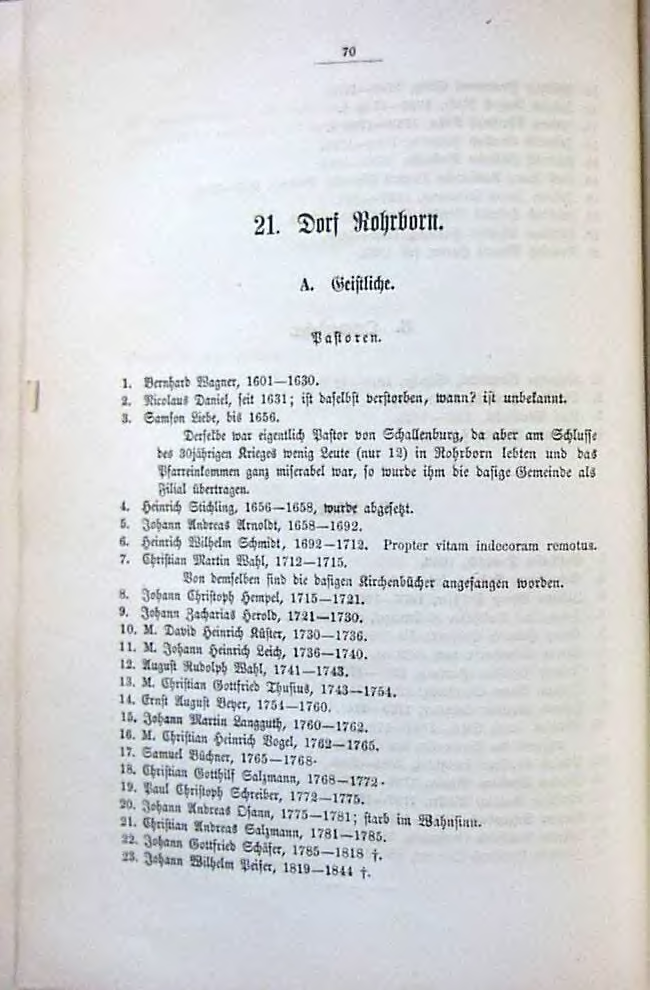 70
21. Dorf Rohrborn.
A. Geistliche.
Pastoren.
1. Bernhard Wagner, 1601—1630.
2. Nicolaus Daniel, seit 1631; ist daselbst verstorben, wann? ist unbekannt.
3. Samson Liebe, bis 1656.
Derselbe war eigentlich Pastor von Schallenburg, da aber am Schlusse
des 30jährigen Krieges wenig Leute (nur 12) in Rohrborn lebten und das
Pfarreinkommen ganz miserabel war, so wurde ihm die dasige Gemeinde als
Filial übertragen.
4. Heinrich Stichling, 1656—1658, wurde abgesetzt.
5. Johann Andreas Arnoldt, 1658—1692.
6. Heinrich Wilhelm Schmidt, 1692—1712. Propter vitam indecoram remotus.
7. Christian Martin Wahl, 1712—1715.
Von demselben sind die dasigen Kirchenbücher angefangen worden.
8. Johann Christoph Hempel, 1715—1721.
9. Johann Zacharias Herold, 1721—1730.
10. M. David Heinrich Küster, 1730—1736.
11. M. Johann Heinrich Leich, 1736—1740.
12. August Rudolph Wahl, 1741—1743.
13. M. Christian Gottfried Thusius, 1743—1754.
14. Ernst August Beyer, 1754—1760.
15. Johann Martin Langguth, 1760—1762.
16. M. Christian Heinrich Vogel, 1762—1765.
17. Samuel Büchner, 1765—1768.
18. Christian Gotthilf Salzmann, 1768—1772.
19. Paul Christoph Schreiber, 1772—1775.
20. Johann Andreas Osann, 1775—1781; starb im Wahnsinn.
21. Christian Andreas Salzmann, 1781—1785.
22. Johann Gottfried Schäfer, 1785—1818 †.
23. Johann Wilhelm Peiser, 1819—1844 †.